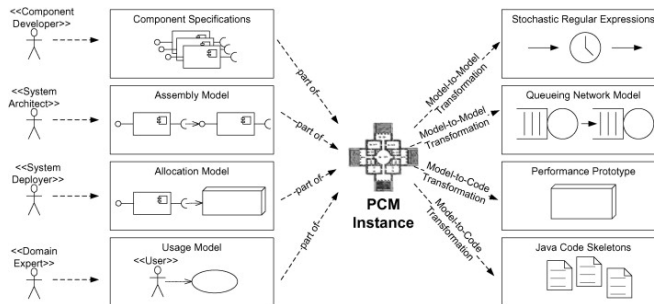 <<Component
Developer>>
Component Specifications
<<System
Architect>>
Assembly Model
<<System
Deployer>>
Allocation Model
<<Domain
Expert>>
Usage Model
<<User>>
part of
part of
part of
part of
PCM
Instance
Model-to-Model
Transformation
Model-to-Model
Transformation
Model-to-Code
Transformation
Model-to-Code
Transformation
Stochastic Regular Expressions
Queueing Network Model
Performance Prototype
Java Code Skeletons